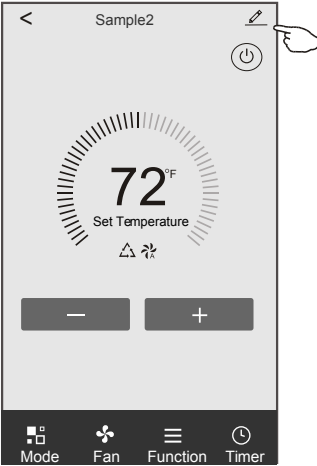 Sample2
72°F
Set Temperature
A
Mode Fan Function Timer